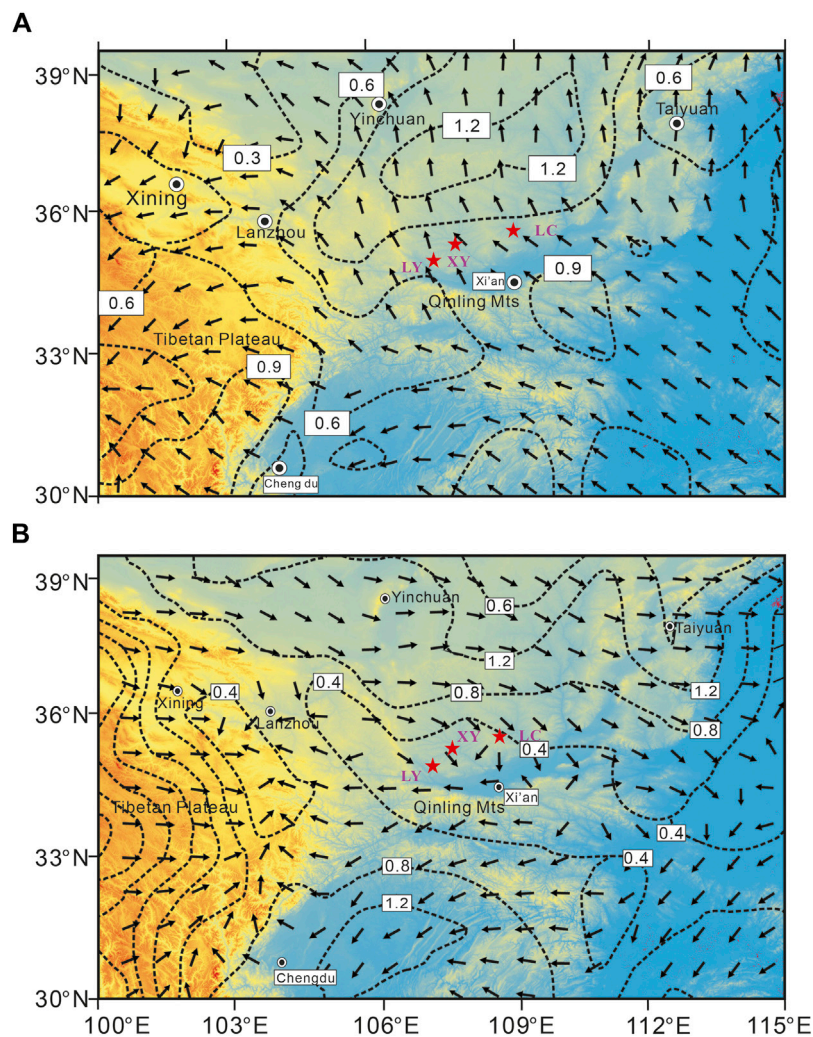 A
39°N
0.6
0.6
Yinchuan
Taiyuan
1.2
0.3
1.2
Xining
36°N
Lanzhou
LC
LY
XY
0.9
Xi'an
0.6
Qinling Mts
Tibetan Plateau
33°N
0.9
0.6
Cheng du
30°N
B
39°N
Yinchuan
0.6
Taiyuan
1.2
0.4
0.4
0.8
1.2
Xining
36°N
Lanzhou
0.8
XY
LC
0.4
LY
Xi'an
Tibetan Plateau
Qinling Mts
0.4
33°N
0.8
0.4
1.2
Chengdu
30°N
100°E
103°E
106°E
109°E
112°E
115°E